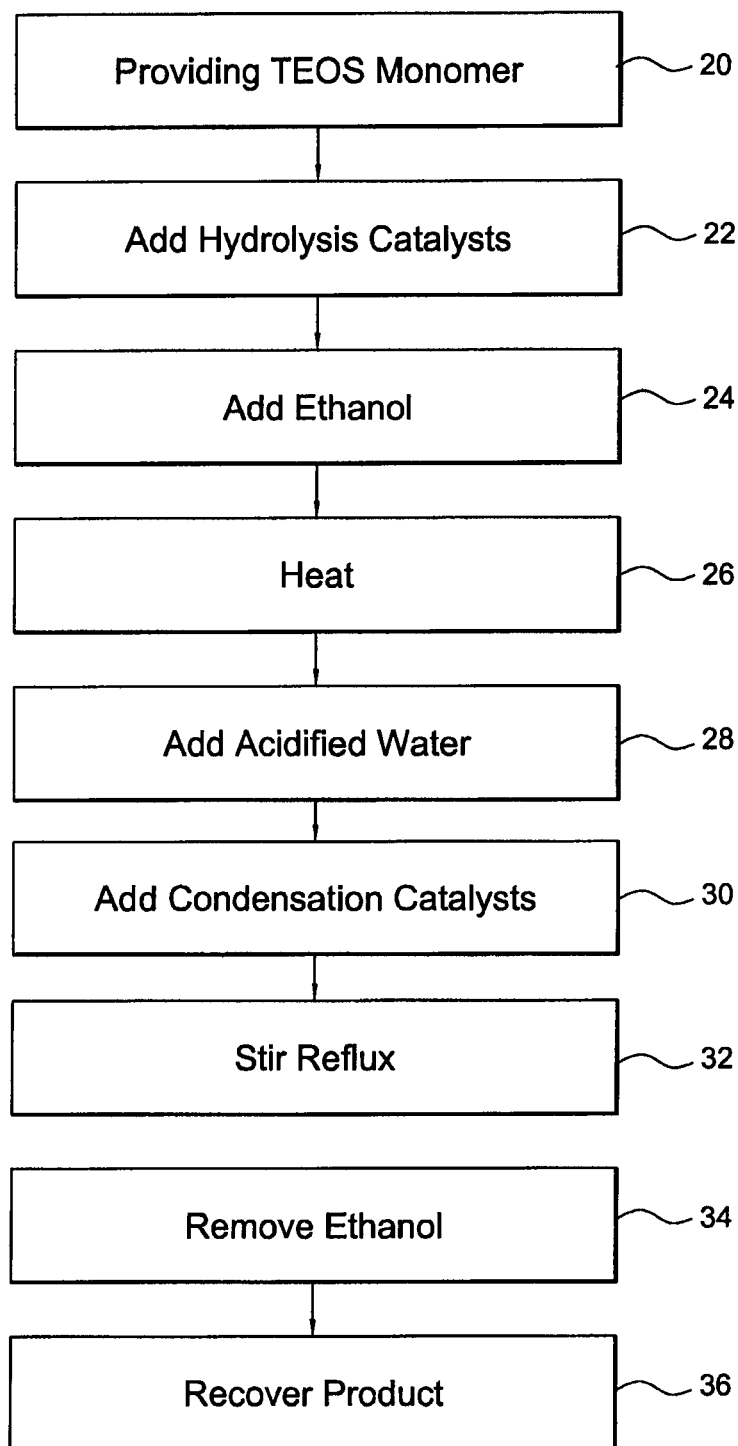 Providing TEOS Monomer 20
Add Hydrolysis Catalysts 22
Add Ethanol 24
Heat 26
Add Acidified Water 28
Add Condensation Catalysts 30
Stir Reflux 32
Remove Ethanol 34
Recover Product 36